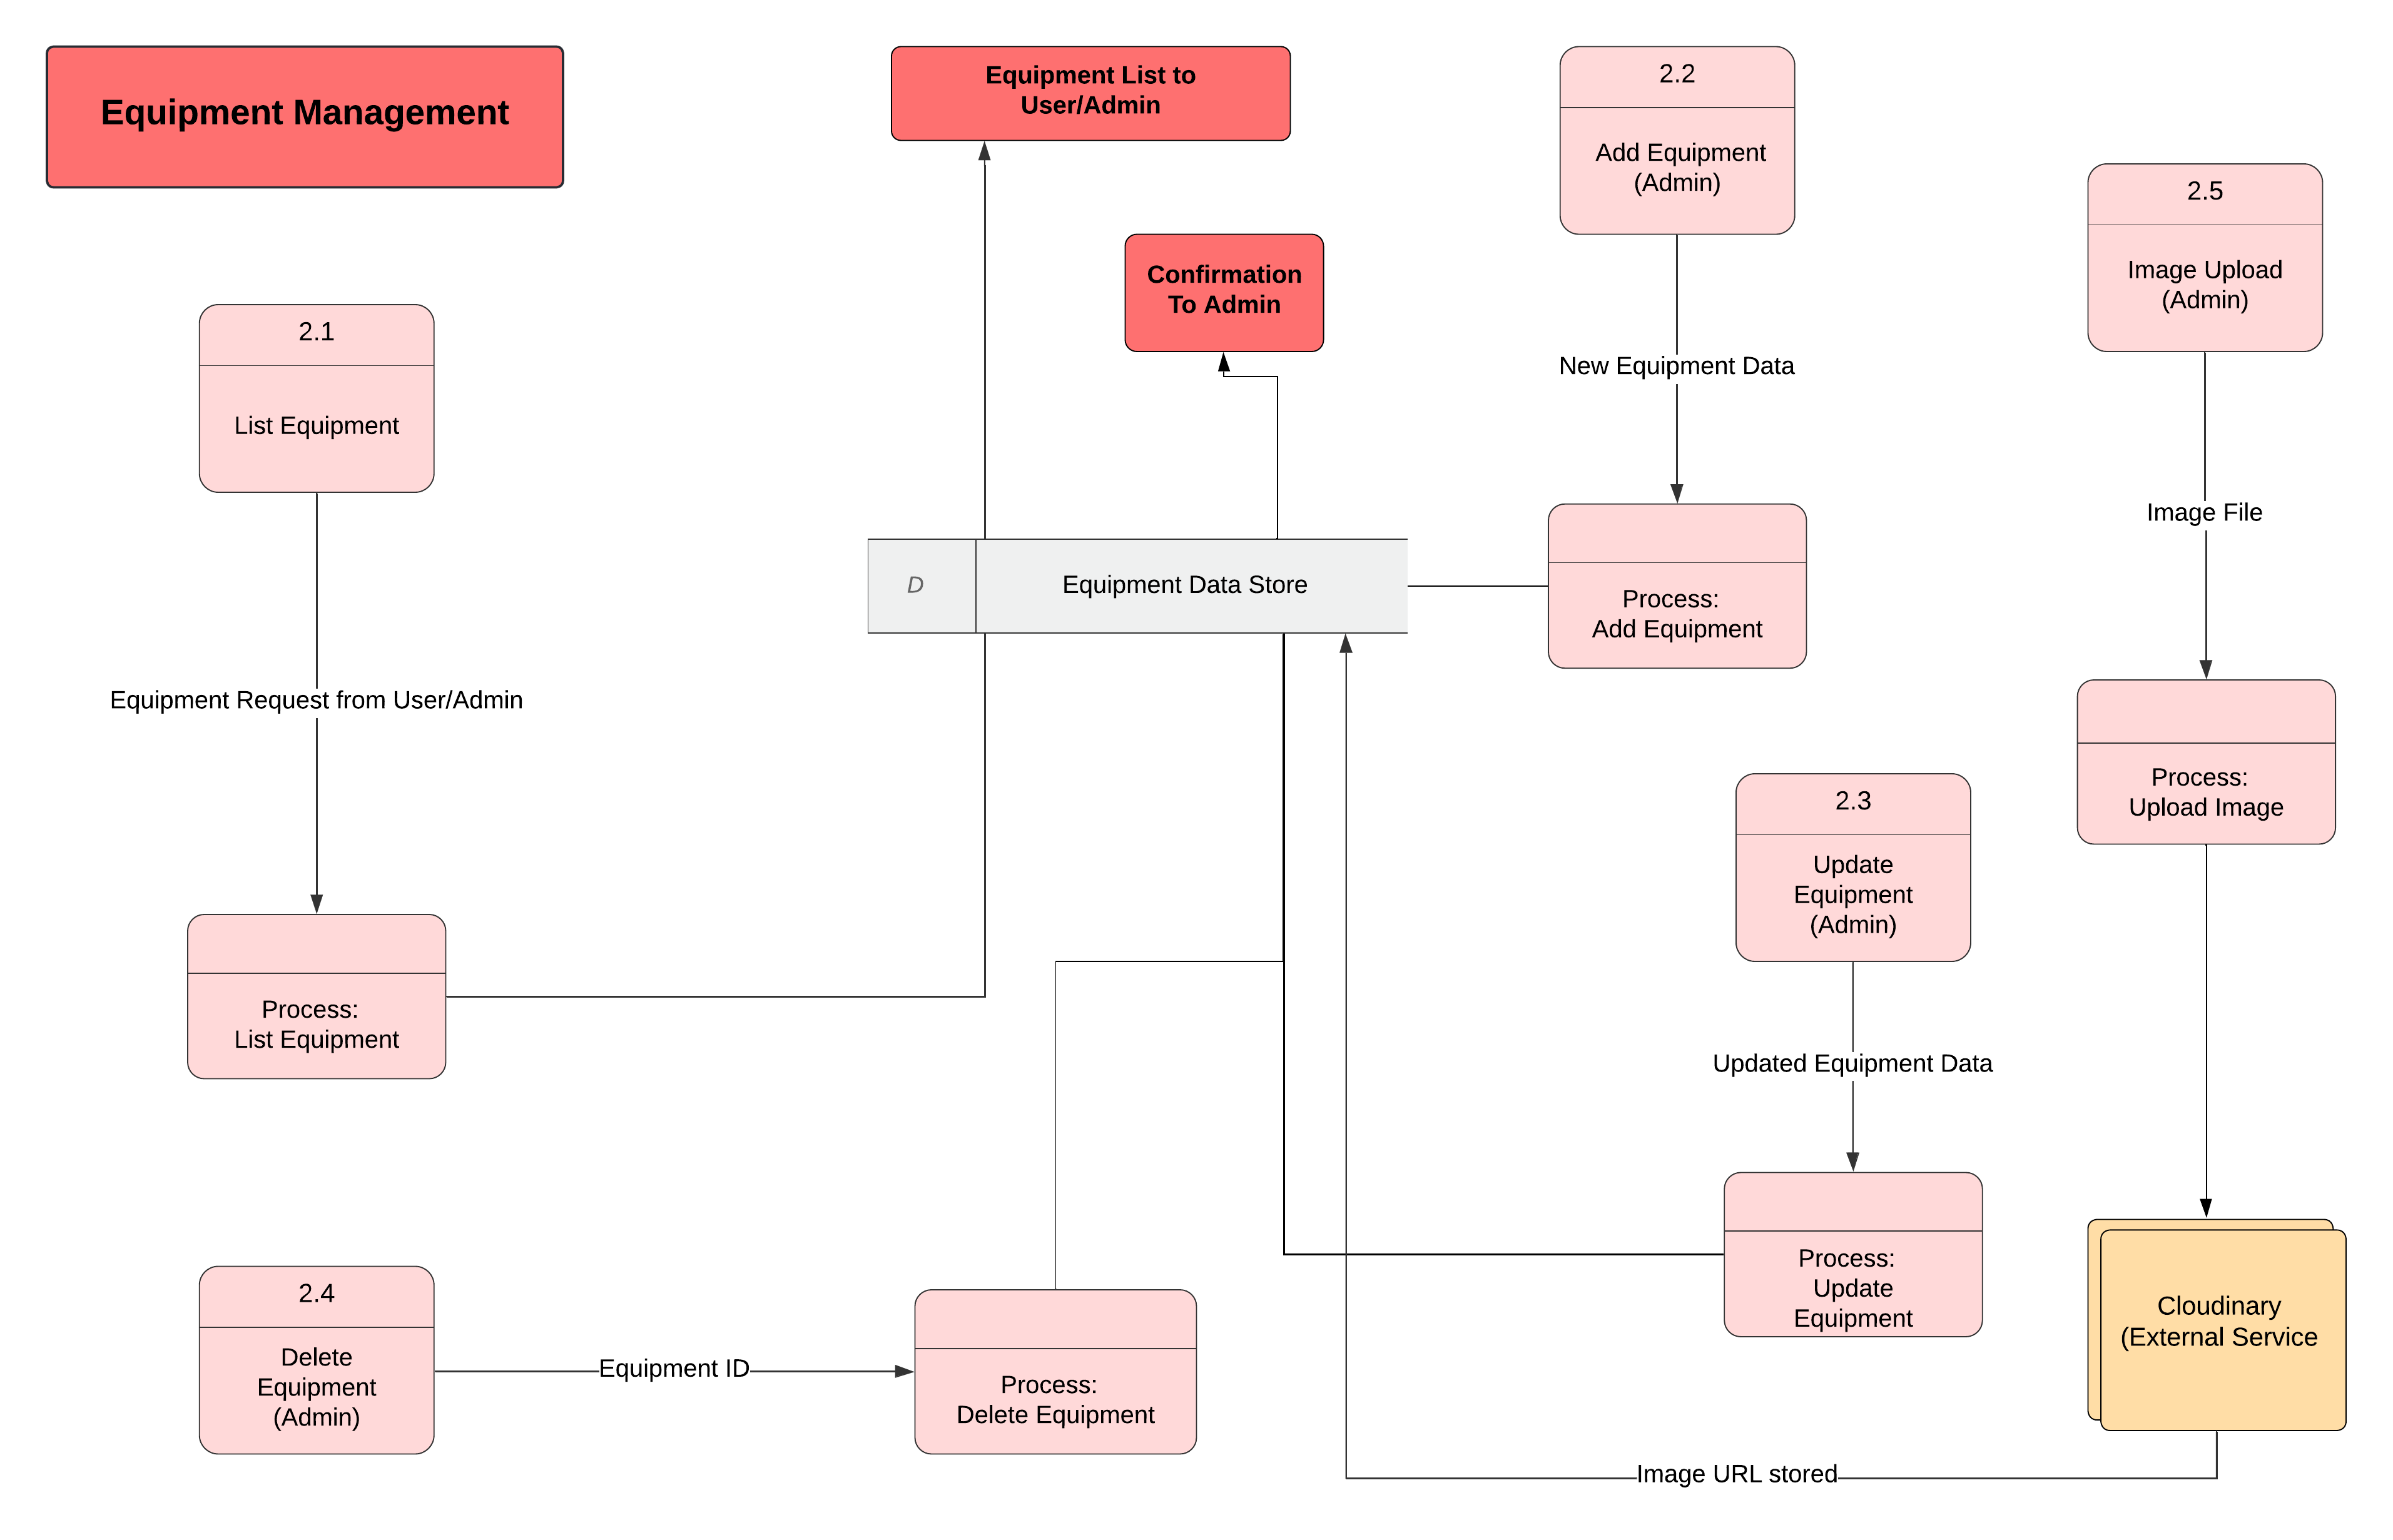 Equipment Management
Equipment List to
User/Admin
2.2
Add Equipment
(Admin)
2.5
Image Upload
(Admin)
Confirmation
To Admin
2.1
List Equipment
New Equipment Data
Image File
D
Equipment Data Store
Process:
Add Equipment
Equipment Request from User/Admin
Process:
Upload Image
2.3
Update
Equipment
(Admin)
Process:
List Equipment
Updated Equipment Data
Process:
Update
Equipment
2.4
Delete
Equipment
(Admin)
Equipment ID
Process:
Delete Equipment
Cloudinary
(External Service
Image URL stored